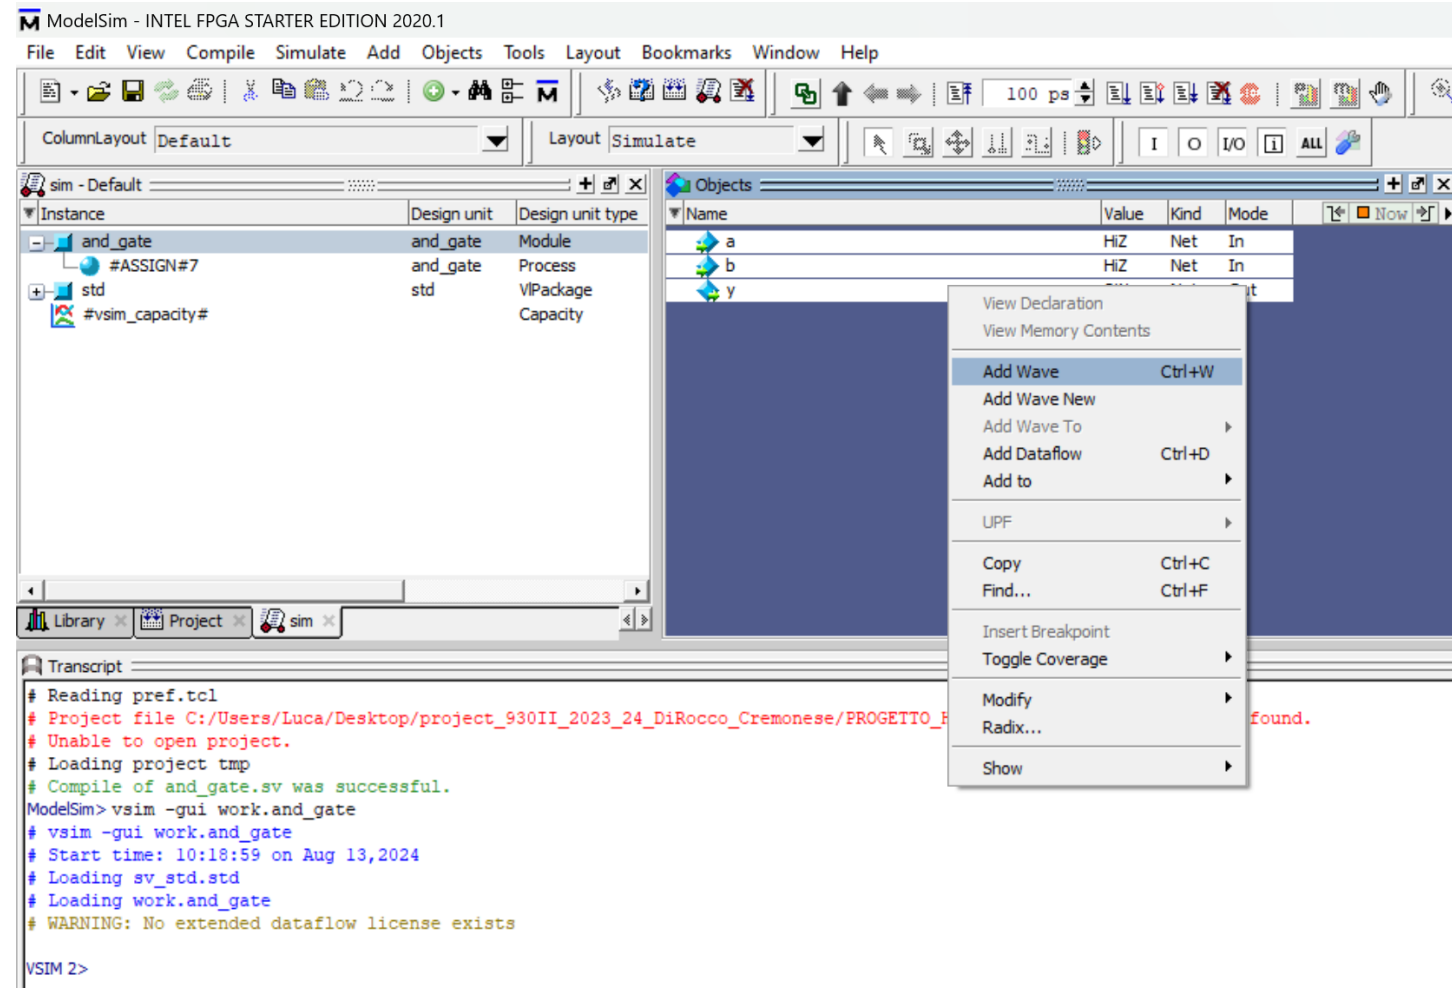 ModelSim - INTEL FPGA STARTER EDITION 2020.1
File Edit View Compile Simulate Add Objects Tools Layout Bookmarks Window Help
100 ps
ColumnLayout Default
Layout Simulate
I O I/O i ALL
sim - Default
Instance Design unit Design unit type
and_gate and_gate Module
#ASSIGN#7 and_gate Process
std std VlPackage
#vsim_capacity# Capacity
Library Project sim
Objects
Name Value Kind Mode Now
a HiZ Net In
b HiZ Net In
y
View Declaration
View Memory Contents
Add Wave Ctrl+W
Add Wave New
Add Wave To
Add Dataflow Ctrl+D
Add to
UPF
Copy Ctrl+C
Find... Ctrl+F
Insert Breakpoint
Toggle Coverage
Modify
Radix...
Show
Transcript
# Reading pref.tcl
# Project file C:/Users/Luca/Desktop/project_930II_2023_24_DiRocco_Cremonese/PROGETTO_ found.
# Unable to open project.
# Loading project tmp
# Compile of and_gate.sv was successful.
ModelSim> vsim -gui work.and_gate
# vsim -gui work.and_gate
# Start time: 10:18:59 on Aug 13,2024
# Loading sv_std.std
# Loading work.and_gate
# WARNING: No extended dataflow license exists
VSIM 2>